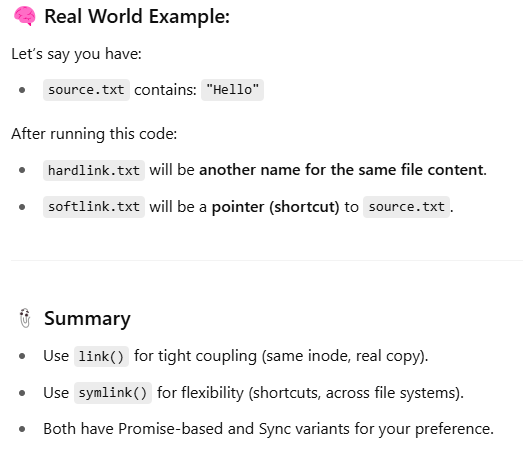 🧠 Real World Example:
Let's say you have:
• source.txt contains: "Hello"
After running this code:
• hardlink.txt will be another name for the same file content.
• softlink.txt will be a pointer (shortcut) to source.txt.
Summary
• Use link() for tight coupling (same inode, real copy).
• Use symlink() for flexibility (shortcuts, across file systems).
• Both have Promise-based and Sync variants for your preference.